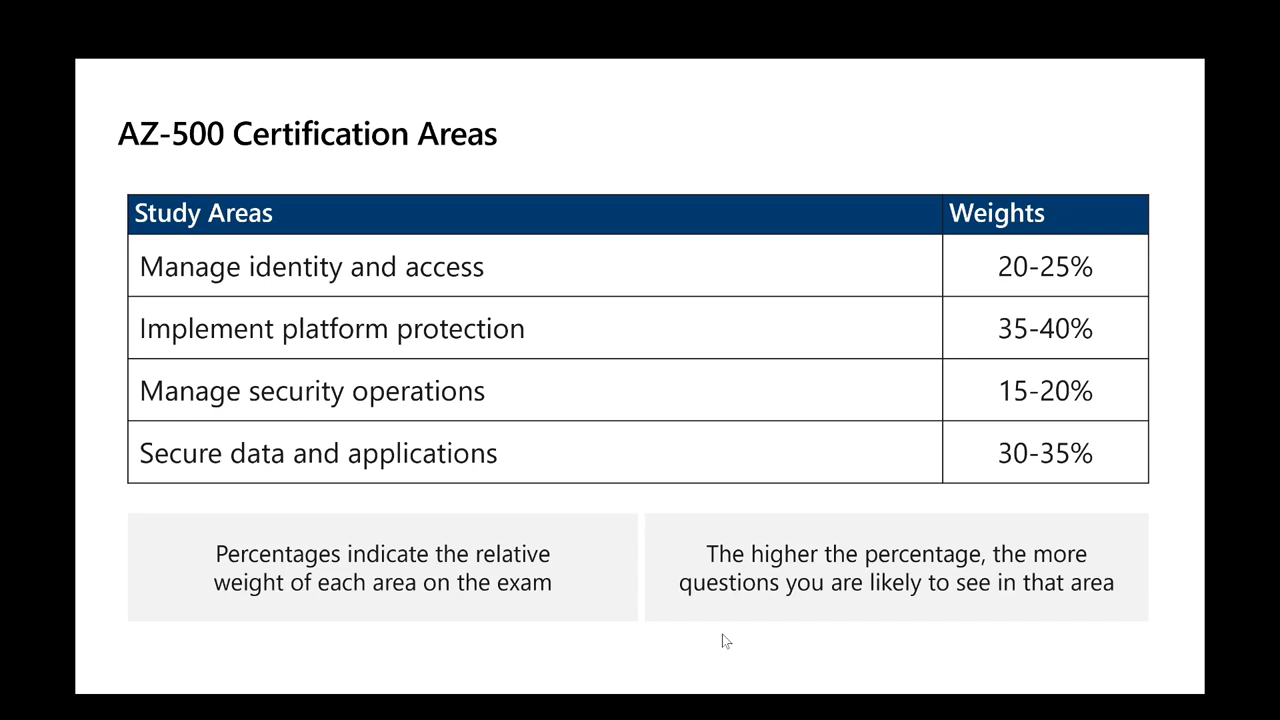 AZ-500 Certification Areas
Study Areas Weights
Manage identity and access 20-25%
Implement platform protection 35-40%
Manage security operations 15-20%
Secure data and applications 30-35%
Percentages indicate the relative
weight of each area on the exam
The higher the percentage, the more
questions you are likely to see in that area